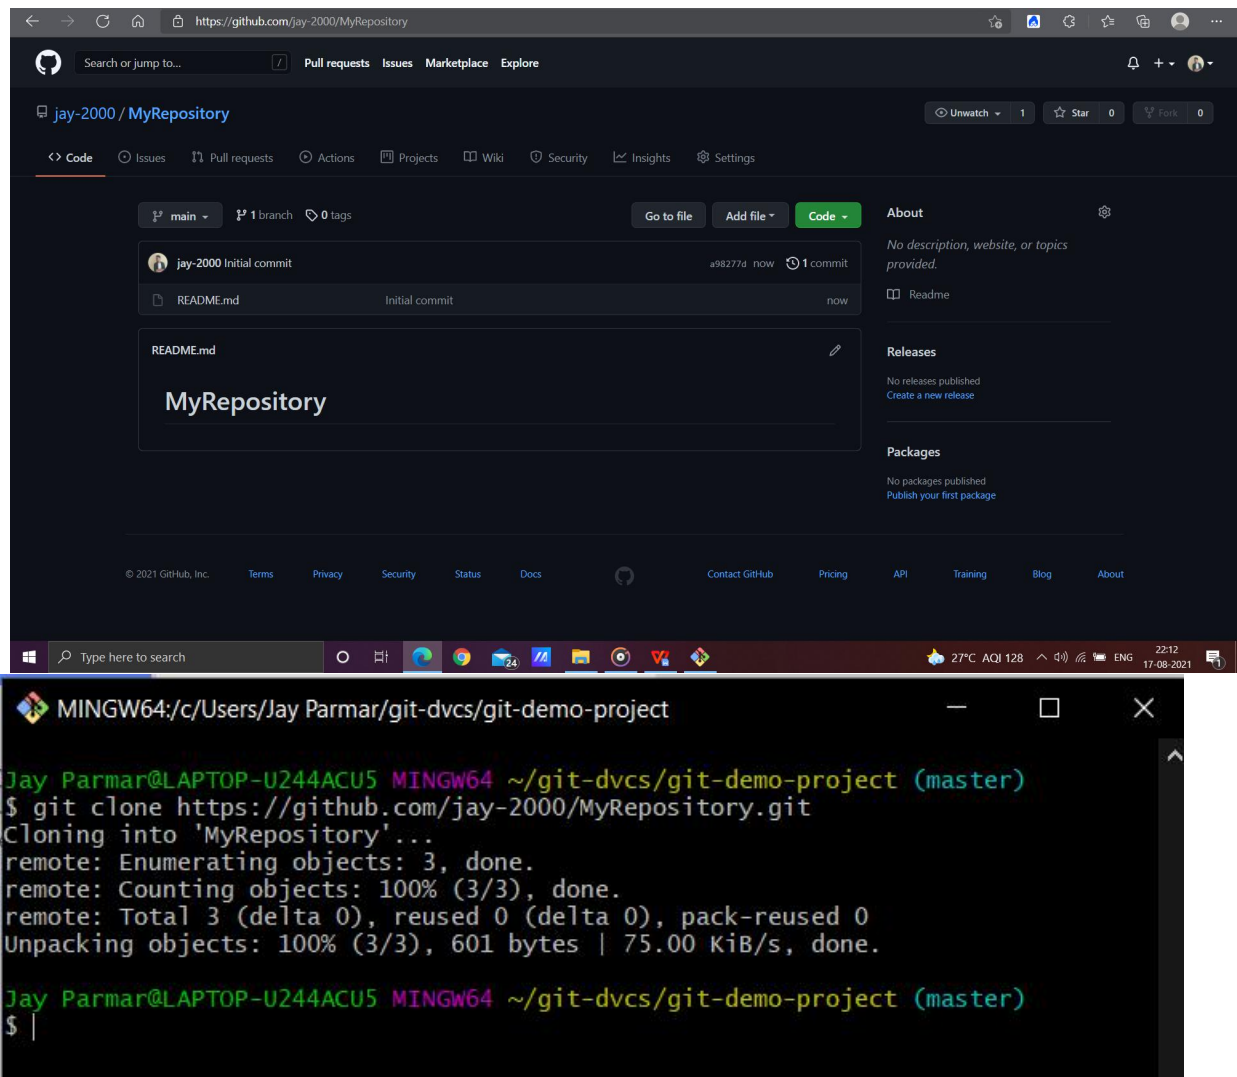 https://github.com/jay-2000/MyRepository
Search or jump to... / Pull requests Issues Marketplace Explore
jay-2000 / MyRepository Unwatch 1 Star 0 Fork 0
Code Issues Pull requests Actions Projects Wiki Security Insights Settings
main 1 branch 0 tags Go to file Add file Code About
No description, website, or topics
provided.
jay-2000 Initial commit a98277d now 1 commit
README.md Initial commit now
Readme
README.md
Releases
MyRepository
No releases published
Create a new release
Packages
No packages published
Publish your first package
© 2021 GitHub, Inc. Terms Privacy Security Status Docs Contact GitHub Pricing API Training Blog About
Type here to search 24 27°C AQI 128 ENG 22:12
17-08-2021 1
MINGW64:/c/Users/Jay Parmar/git-dvcs/git-demo-project
Jay Parmar@LAPTOP-U244ACU5 MINGW64 ~/git-dvcs/git-demo-project (master)
$ git clone https://github.com/jay-2000/MyRepository.git
Cloning into 'MyRepository'...
remote: Enumerating objects: 3, done.
remote: Counting objects: 100% (3/3), done.
remote: Total 3 (delta 0), reused 0 (delta 0), pack-reused 0
Unpacking objects: 100% (3/3), 601 bytes | 75.00 KiB/s, done.
Jay Parmar@LAPTOP-U244ACU5 MINGW64 ~/git-dvcs/git-demo-project (master)
$